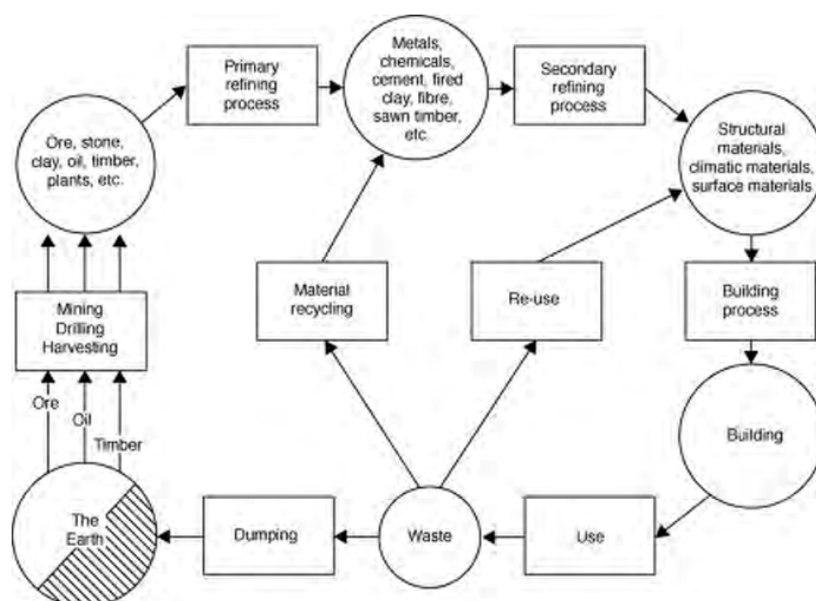 Primary
refining
process
Metals,
chemicals,
cement, fired
clay, fibre,
sawn timber,
etc.
Secondary
refining
process
Ore, stone,
clay, oil, timber,
plants, etc.
Structural
materials,
climatic materials,
surface materials
Mining
Drilling
Harvesting
Material
recycling
Re-use
Building
process
Ore
Oil
Timber
Building
The
Earth
Dumping
Waste
Use